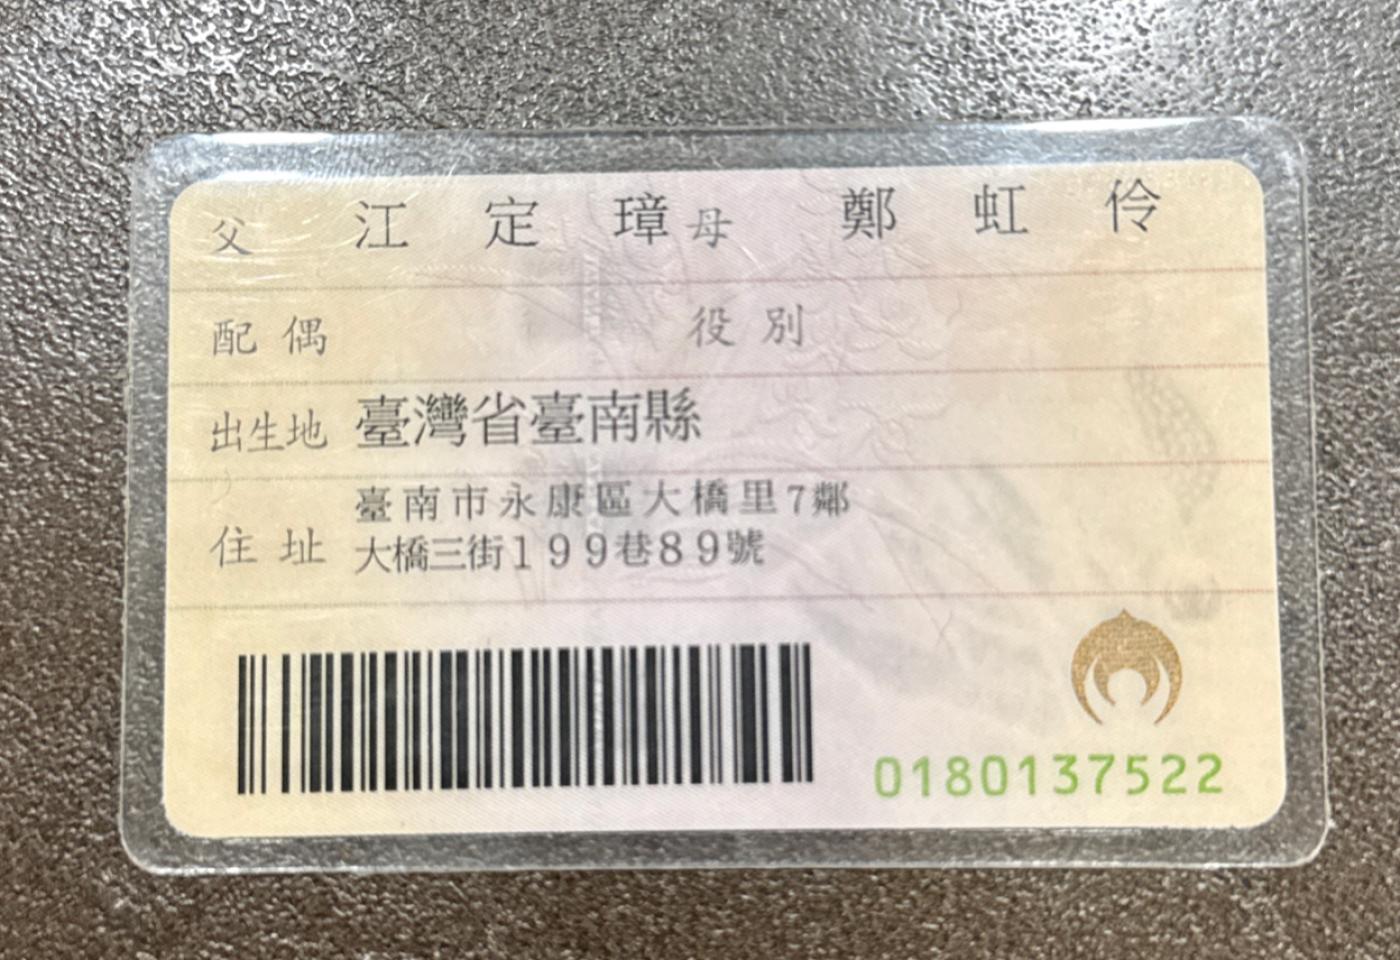 父 江定璋 母 鄭虹伶
配偶 役別
出生地 臺灣省臺南縣
住址 臺南市永康區大橋里7鄰
大橋三街199巷89號
0180137522